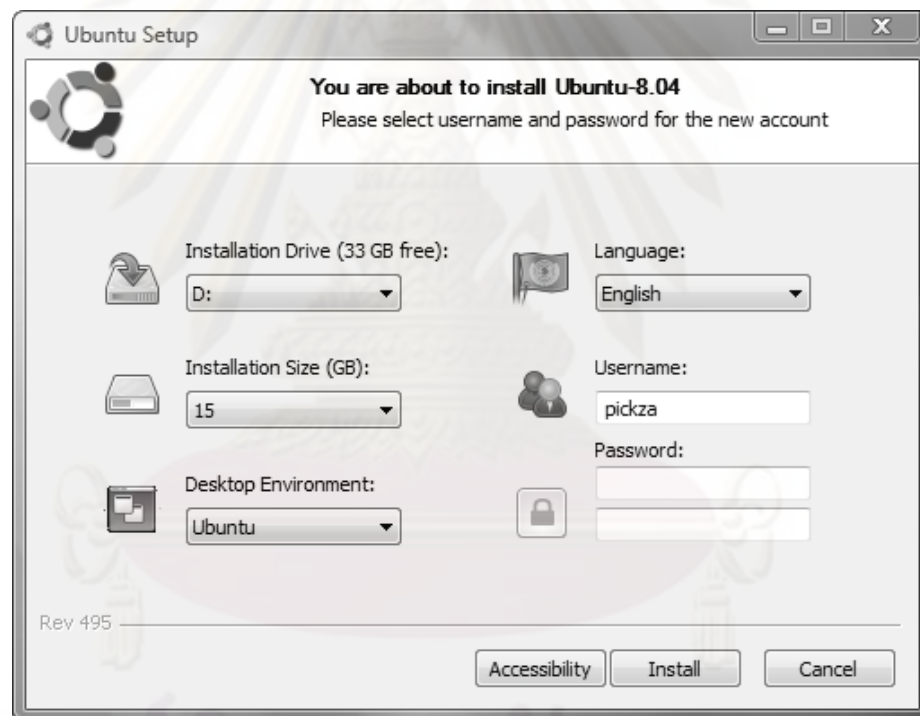 Ubuntu Setup
You are about to install Ubuntu-8.04
Please select username and password for the new account
Installation Drive (33 GB free):
D:
Installation Size (GB):
15
Desktop Environment:
Ubuntu
Language:
English
Username:
pickza
Password:
Rev 495
Accessibility
Install
Cancel